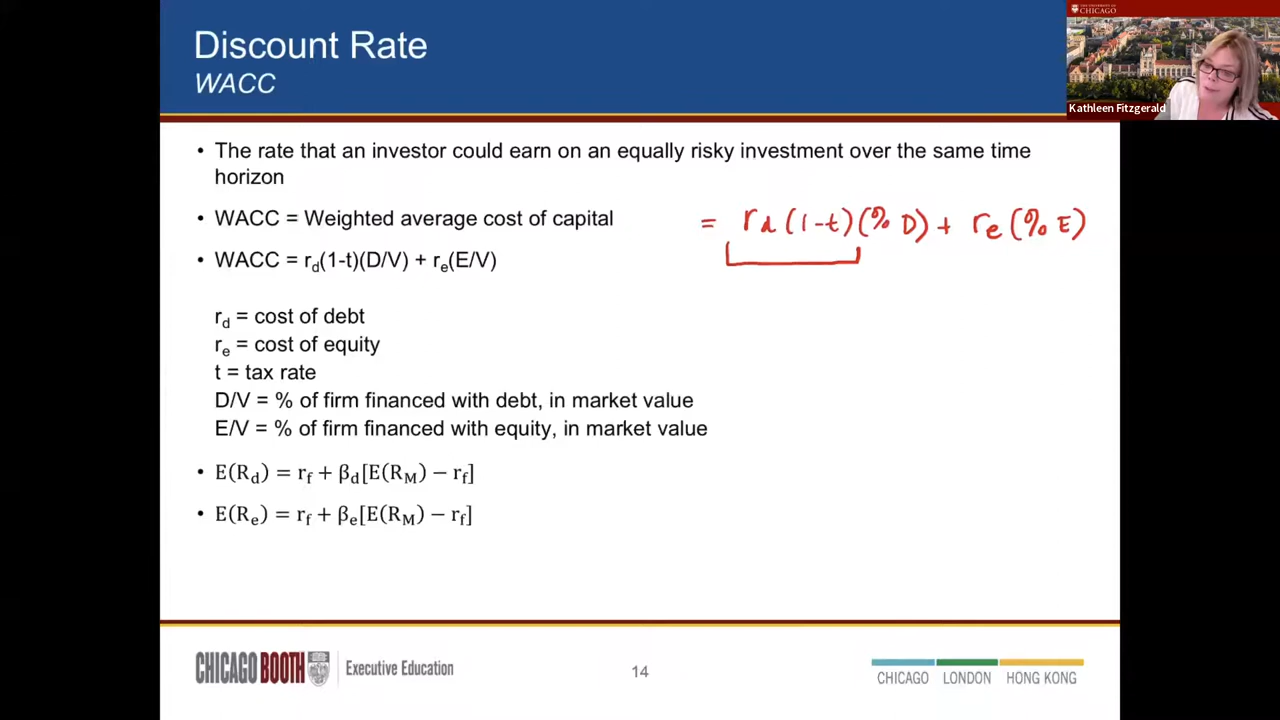 Discount Rate
WACC
THE UNIVERSITY OF
CHICAGO
Kathleen Fitzgerald
• The rate that an investor could earn on an equally risky investment over the same time
horizon
• WACC = Weighted average cost of capital
= rd(1-t)(% D) + re(% E)
• WACC = rd(1-t)(D/V) + re(E/V)
rd = cost of debt
re = cost of equity
t = tax rate
D/V = % of firm financed with debt, in market value
E/V = % of firm financed with equity, in market value
• E(Rd) = rf + βd[E(RM) − rf]
• E(Re) = rf + βe[E(RM) − rf]
CHICAGO BOOTH Executive Education
14
CHICAGO LONDON HONG KONG